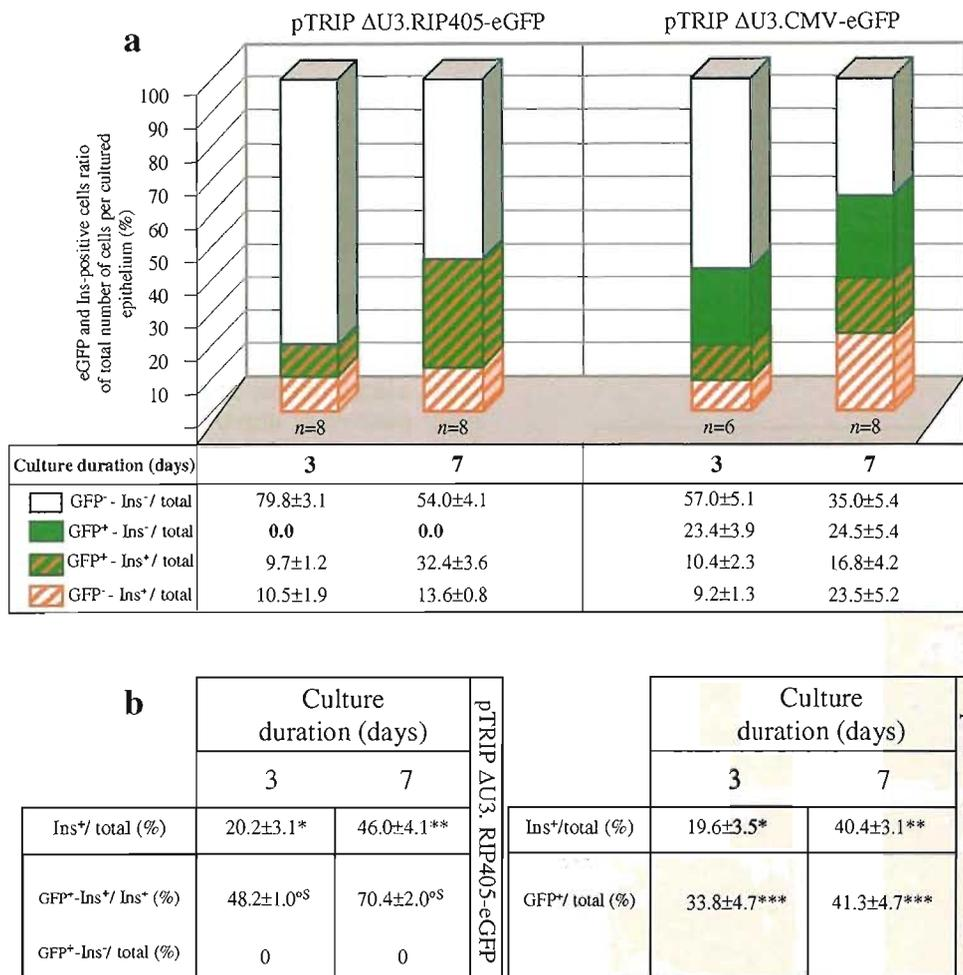 a
pTRIP ΔU3.RIP405-eGFP pTRIP ΔU3.CMV-eGFP
eGFP and Ins-positive cells ratio
of total number of cells per cultured
epithelium (%)
100
90
80
70
60
50
40
30
20
10
n=8 n=8 n=6 n=8
Culture duration (days) 3 7 3 7
GFP⁻ - Ins⁻/ total 79.8±3.1 54.0±4.1 57.0±5.1 35.0±5.4
GFP⁺ - Ins⁻/ total 0.0 0.0 23.4±3.9 24.5±5.4
GFP⁺ - Ins⁺/ total 9.7±1.2 32.4±3.6 10.4±2.3 16.8±4.2
GFP⁻ - Ins⁺/ total 10.5±1.9 13.6±0.8 9.2±1.3 23.5±5.2
b
Culture
duration (days)
3 7
Ins⁺/ total (%) 20.2±3.1* 46.0±4.1**
GFP⁺-Ins⁺/ Ins⁺ (%) 48.2±1.0°S 70.4±2.0°S
GFP⁺-Ins⁻/ total (%) 0 0
pTRIP ΔU3. RIP405-eGFP
Culture
duration (days)
3 7
Ins⁺/total (%) 19.6±3.5* 40.4±3.1**
GFP⁺/ total (%) 33.8±4.7*** 41.3±4.7***